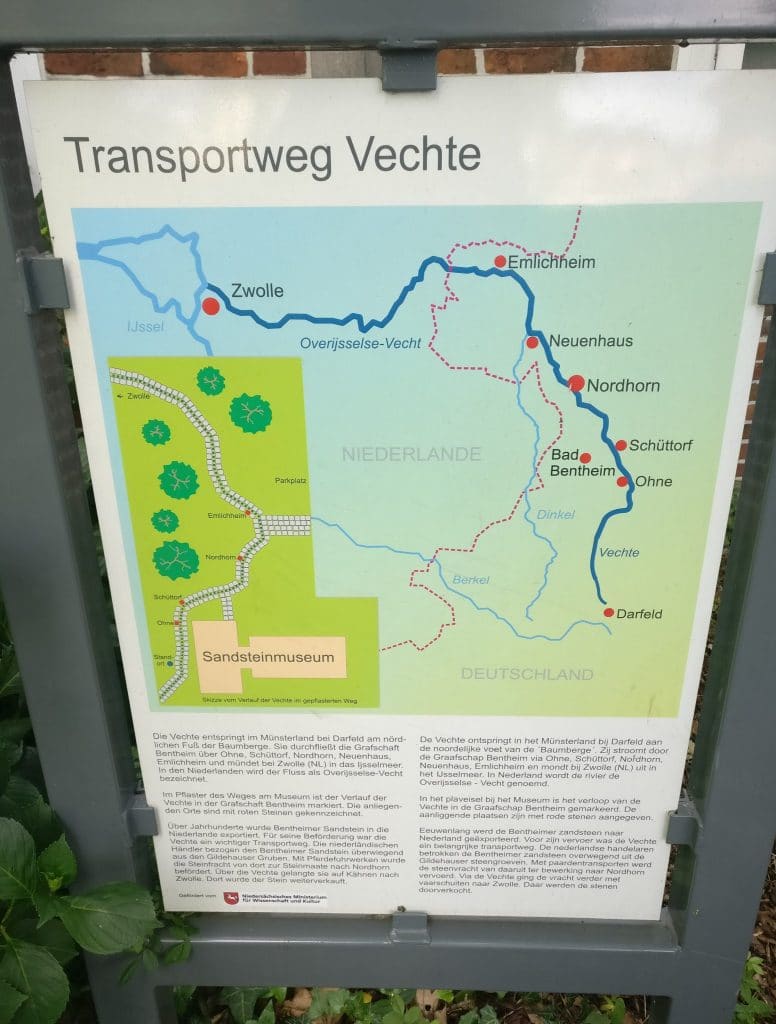 Transportweg Vechte
Emlichheim
Zwolle
IJssel
Overijsselse-Vecht
Neuenhaus
Nordhorn
← Zwolle
NIEDERLANDE
Bad
Bentheim
Schüttorf
Ohne
Parkplatz
Emlichheim
Dinkel
Nordhorn
Vechte
Berkel
Schüttorf
Ohne
Darfeld
Stand-
ort
Sandsteinmuseum
DEUTSCHLAND
Skizze vom Verlauf der Vechte im gepflasterten Weg
Die Vechte entspringt im Münsterland bei Darfeld am nörd-
lichen Fuß der Baumberge. Sie durchfließt die Grafschaft
Bentheim über Ohne, Schüttorf, Nordhorn, Neuenhaus,
Emlichheim und mündet bei Zwolle (NL) in das Ijsselmeer.
In den Niederlanden wird der Fluss als Overijsselse-Vecht
bezeichnet.
Im Pflaster des Weges am Museum ist der Verlauf der
Vechte in der Grafschaft Bentheim markiert. Die anliegen-
den Orte sind mit roten Steinen gekennzeichnet.
Über Jahrhunderte wurde Bentheimer Sandstein in die
Niederlande exportiert. Für seine Beförderung war die
Vechte ein wichtiger Transportweg. Die niederländischen
Händler bezogen den Bentheimer Sandstein überwiegend
aus den Gildehauser Gruben. Mit Pferdefuhrwerken wurde
die Steinfracht von dort zur Steinmaate nach Nordhorn
befördert. Über die Vechte gelangte sie auf Kähnen nach
Zwolle. Dort wurde der Stein weiterverkauft.
Gefördert vom
Niedersächsisches Ministerium
für Wissenschaft und Kultur
De Vechte ontspringt in het Münsterland bij Darfeld aan
de noordelijke voet van de ´Baumberge´. Zij stroomt door
de Graafschap Bentheim via Ohne, Schüttorf, Nordhorn,
Neuenhaus, Emlichheim en mondt bij Zwolle (NL) uit in
het IJsselmeer. In Nederland wordt de rivier de
Overijsselse - Vecht genoemd.
In het plaveisel bij het Museum is het verloop van de
Vechte in de Graafschap Bentheim gemarkeerd. De
aanliggende plaatsen zijn met rode stenen aangegeven.
Eeuwenlang werd de Bentheimer zandsteen naar
Nederland geëxporteerd. Voor zijn vervoer was de Vechte
een belangrijke transportweg. De nederlandse handelaren
betrokken de Bentheimer zandsteen overwegend uit de
Gildehauser steengroeven. Met paardentransporten werd
de steenvracht van daaruit ter bewerking naar Nordhorn
vervoerd. Via de Vechte ging de vracht verder met
vaarschuiten naar Zwolle. Daar werden de stenen
doorverkocht.